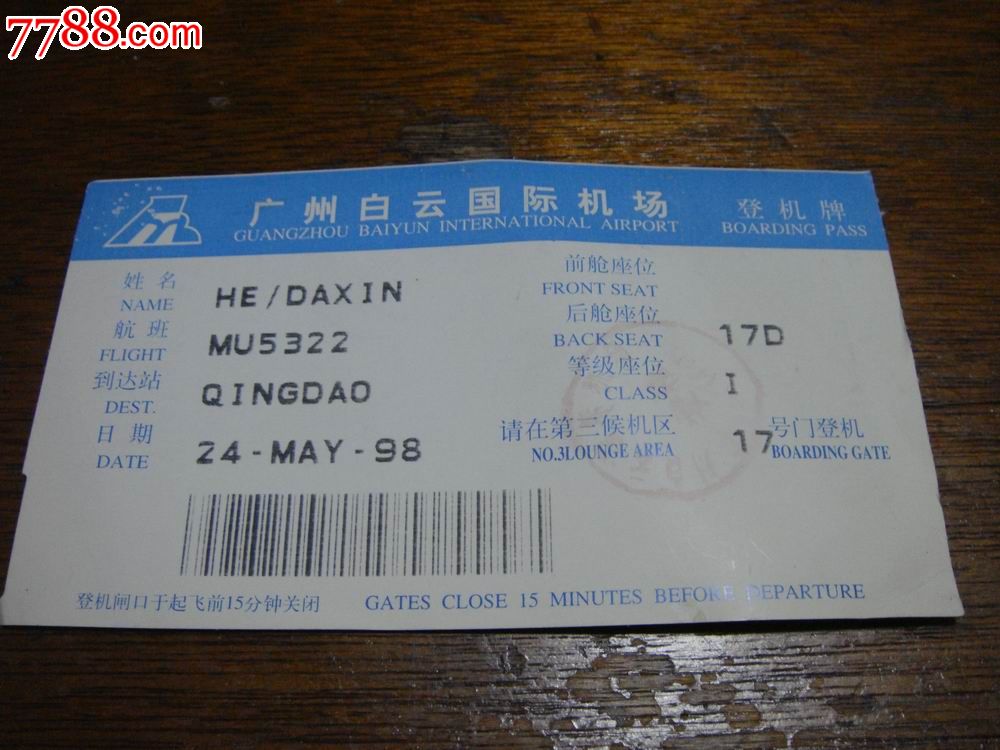 7788.com
广州白云国际机场 登机牌
GUANGZHOU BAIYUN INTERNATIONAL AIRPORT BOARDING PASS
姓名 前舱座位
NAME HE/DAXIN FRONT SEAT
航班 后舱座位
FLIGHT MU5322 BACK SEAT 17D
到达站 等级座位
DEST. QINGDAO CLASS I
日期 请在第三候机区 17 号门登机
DATE 24-MAY-98 NO.3LOUNGE AREA BOARDING GATE
登机闸口于起飞前15分钟关闭 GATES CLOSE 15 MINUTES BEFORE DEPARTURE